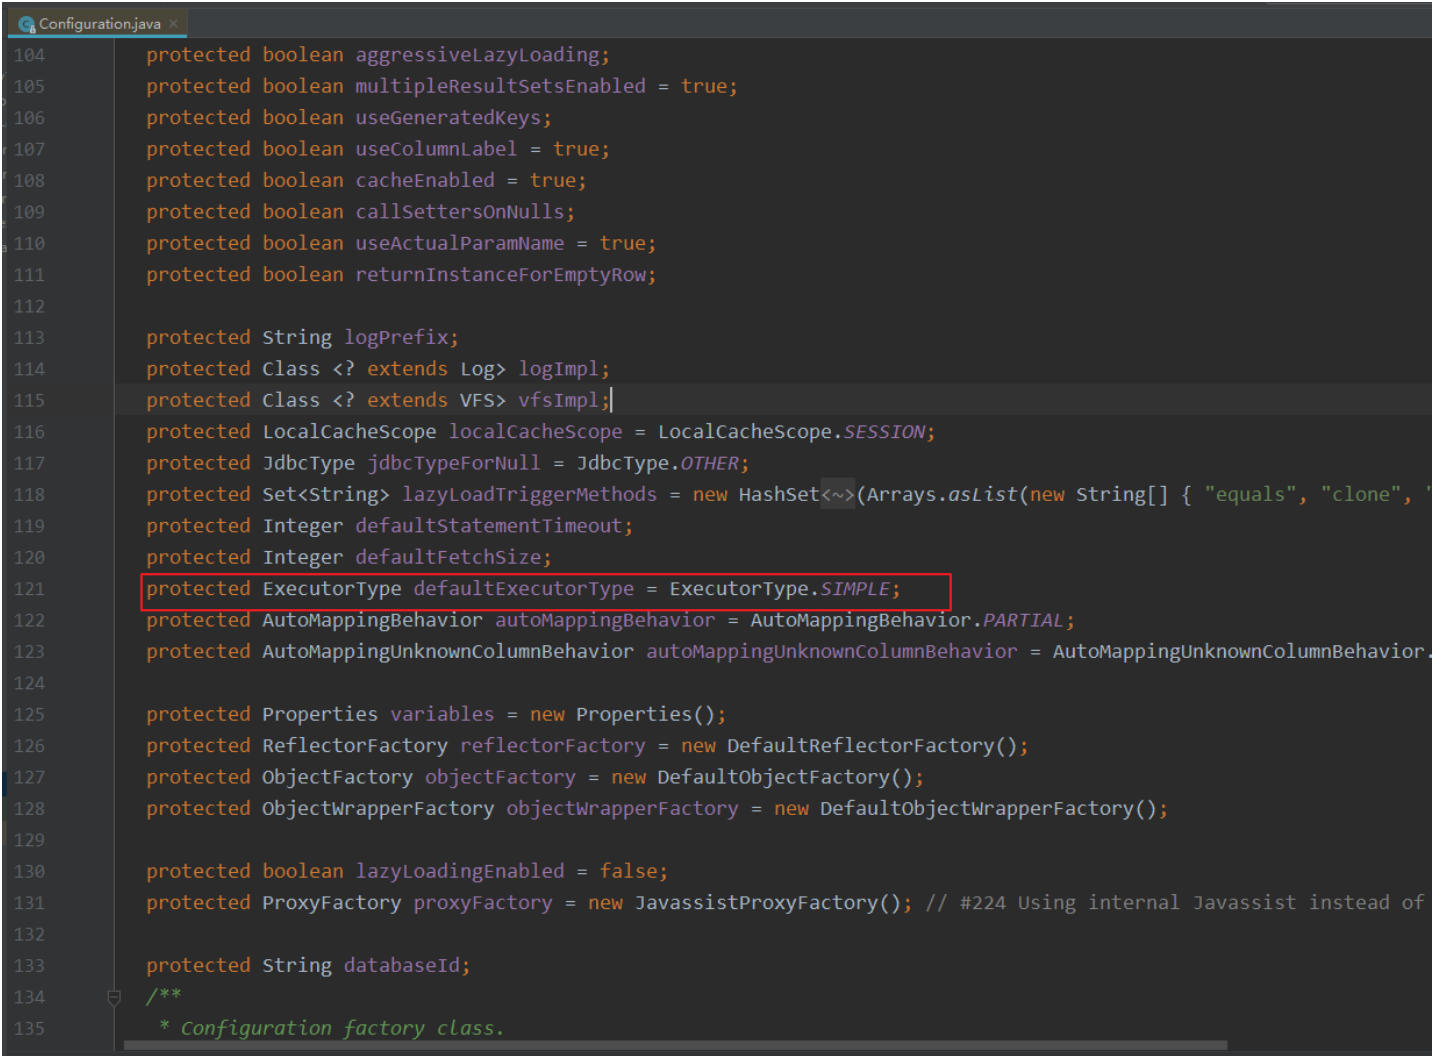 Configuration.java
104 protected boolean aggressiveLazyLoading;
105 protected boolean multipleResultSetsEnabled = true;
106 protected boolean useGeneratedKeys;
107 protected boolean useColumnLabel = true;
108 protected boolean cacheEnabled = true;
109 protected boolean callSettersOnNulls;
110 protected boolean useActualParamName = true;
111 protected boolean returnInstanceForEmptyRow;
112
113 protected String logPrefix;
114 protected Class <? extends Log> logImpl;
115 protected Class <? extends VFS> vfsImpl;
116 protected LocalCacheScope localCacheScope = LocalCacheScope.SESSION;
117 protected JdbcType jdbcTypeForNull = JdbcType.OTHER;
118 protected Set<String> lazyLoadTriggerMethods = new HashSet<~>(Arrays.asList(new String[] { "equals", "clone", "
119 protected Integer defaultStatementTimeout;
120 protected Integer defaultFetchSize;
121 protected ExecutorType defaultExecutorType = ExecutorType.SIMPLE;
122 protected AutoMappingBehavior autoMappingBehavior = AutoMappingBehavior.PARTIAL;
123 protected AutoMappingUnknownColumnBehavior autoMappingUnknownColumnBehavior = AutoMappingUnknownColumnBehavior.
124
125 protected Properties variables = new Properties();
126 protected ReflectorFactory reflectorFactory = new DefaultReflectorFactory();
127 protected ObjectFactory objectFactory = new DefaultObjectFactory();
128 protected ObjectWrapperFactory objectWrapperFactory = new DefaultObjectWrapperFactory();
129
130 protected boolean lazyLoadingEnabled = false;
131 protected ProxyFactory proxyFactory = new JavassistProxyFactory(); // #224 Using internal Javassist instead of
132
133 protected String databaseId;
134 /**
135 * Configuration factory class.